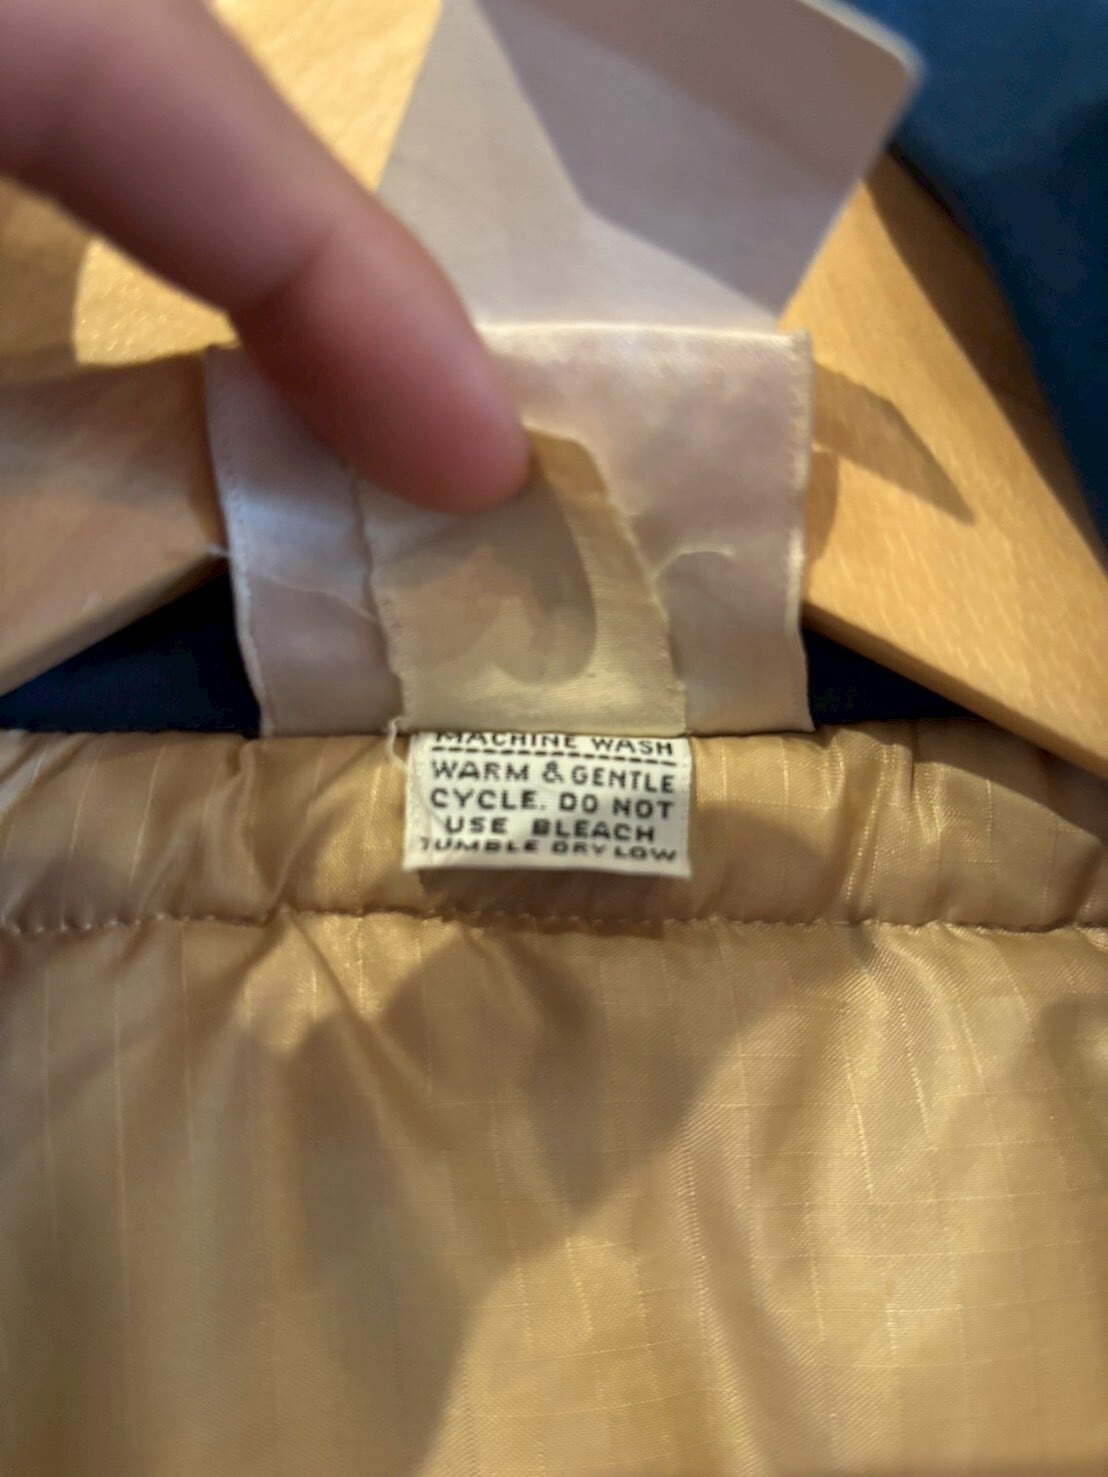 MACHINE WASH
WARM & GENTLE
CYCLE. DO NOT
USE BLEACH
TUMBLE DRY LOW